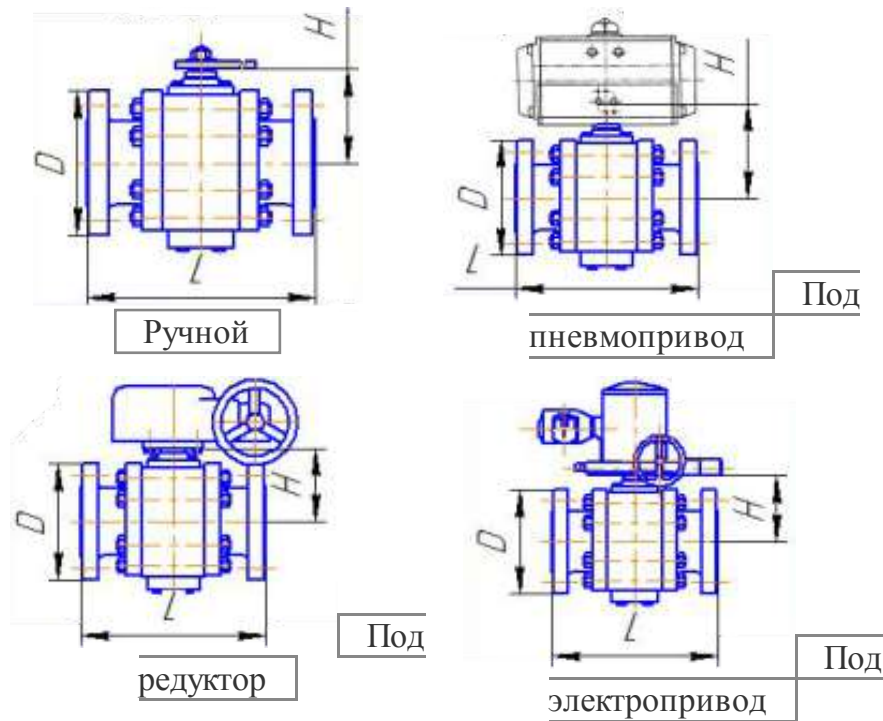 H
D
L
Ручной
H
D
L
Под
пневмопривод
H
D
L
Под
редуктор
H
D
L
Под
электропривод